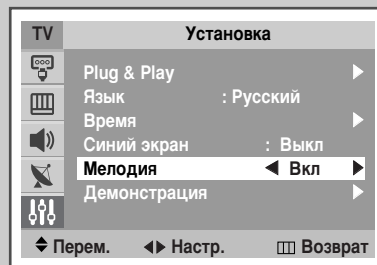 TV Установка
Plug & Play
Язык : Русский
Время
Синий экран : Выкл
Мелодия Вкл
Демонстрация
Перем. Настр. Возврат